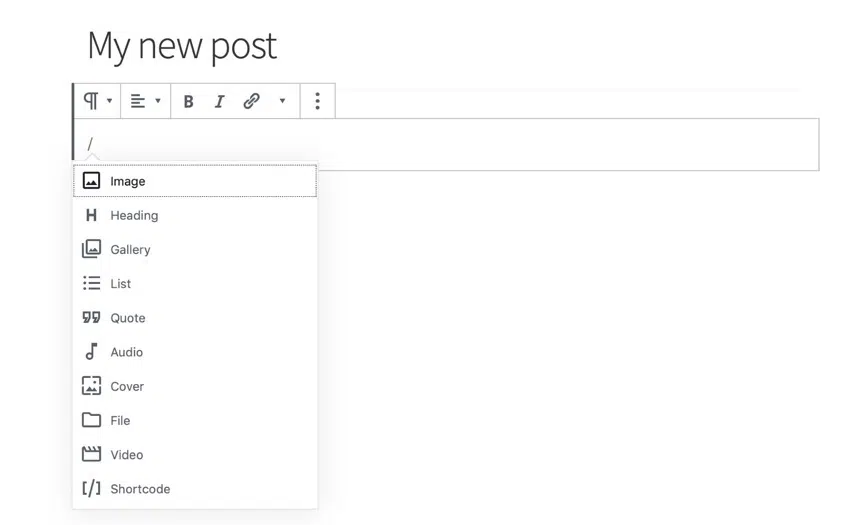 My new post
B I
/
Image
H Heading
Gallery
List
Quote
Audio
Cover
File
Video
[/] Shortcode